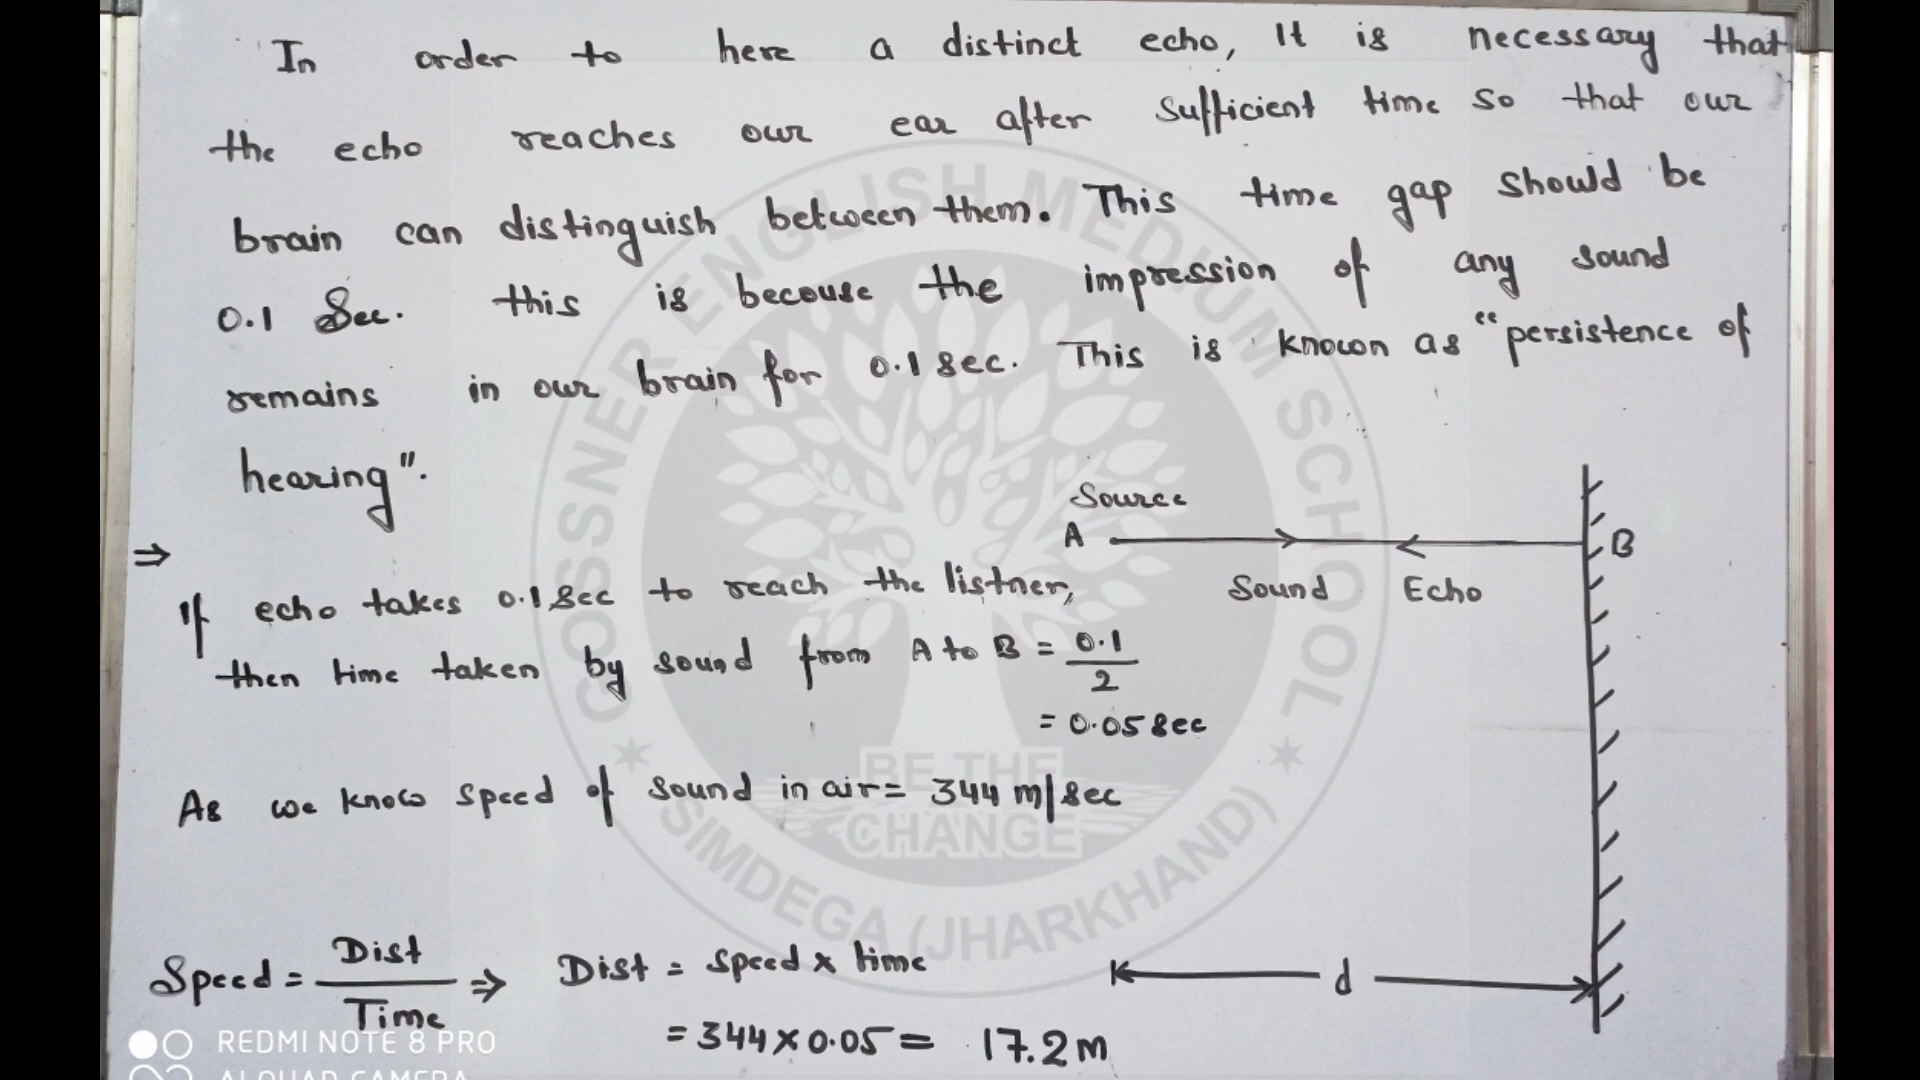 In order to here a distinct echo, It is necessary that
the echo reaches our ear after sufficient time so that our
brain can distinguish between them. This time gap should be
0.1 Sec. this is becouse the impression of any sound
remains in our brain for 0.1 sec. This is known as "persistence of
hearing".
Source
A B
Sound Echo
⇒
If echo takes 0.1 sec to reach the listner,
then time taken by sound from A to B = 0.1/2
= 0.05 sec
As we know speed of sound in air = 344 m/sec
Speed = Dist/Time ⇒ Dist = speed x time
= 344 x 0.05 = 17.2 m
d
GOSSNER ENGLISH MEDIUM SCHOOL
BE THE
CHANGE
SIMDEGA (JHARKHAND)
REDMI NOTE 8 PRO
AI QUAD CAMERA